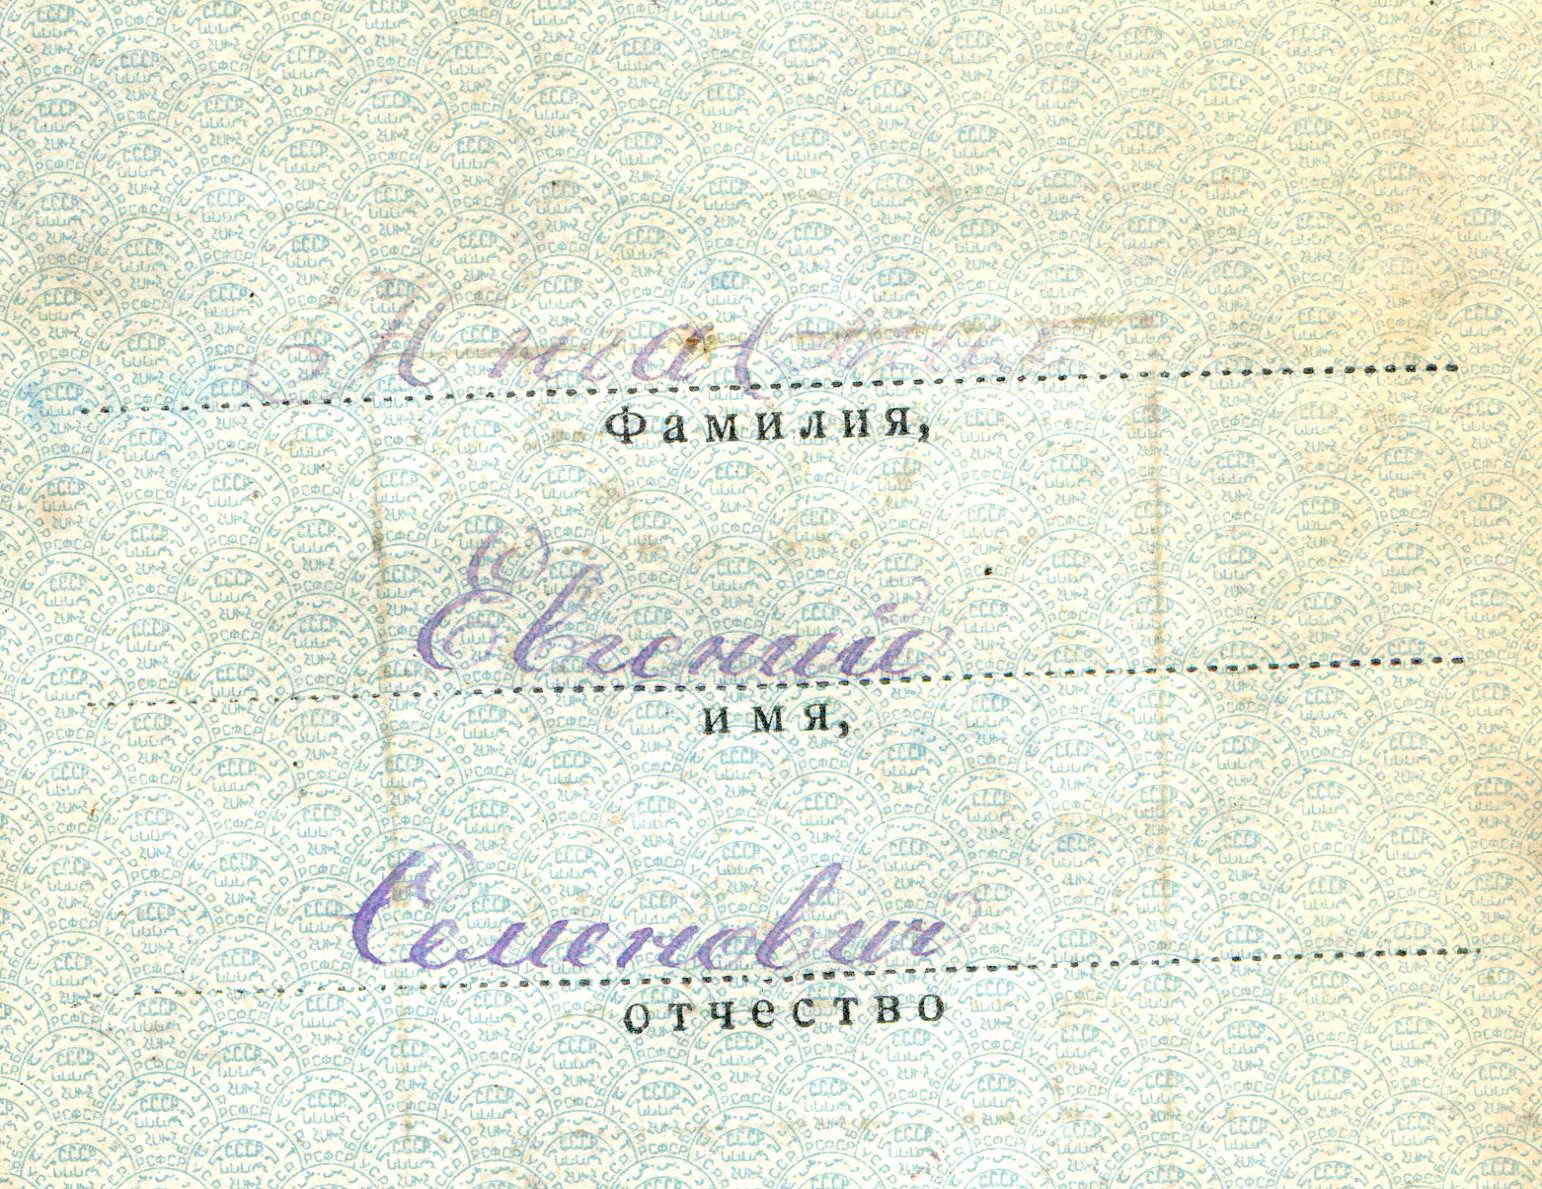 Фамилия,
Евгений
имя,
Семенович
отчество